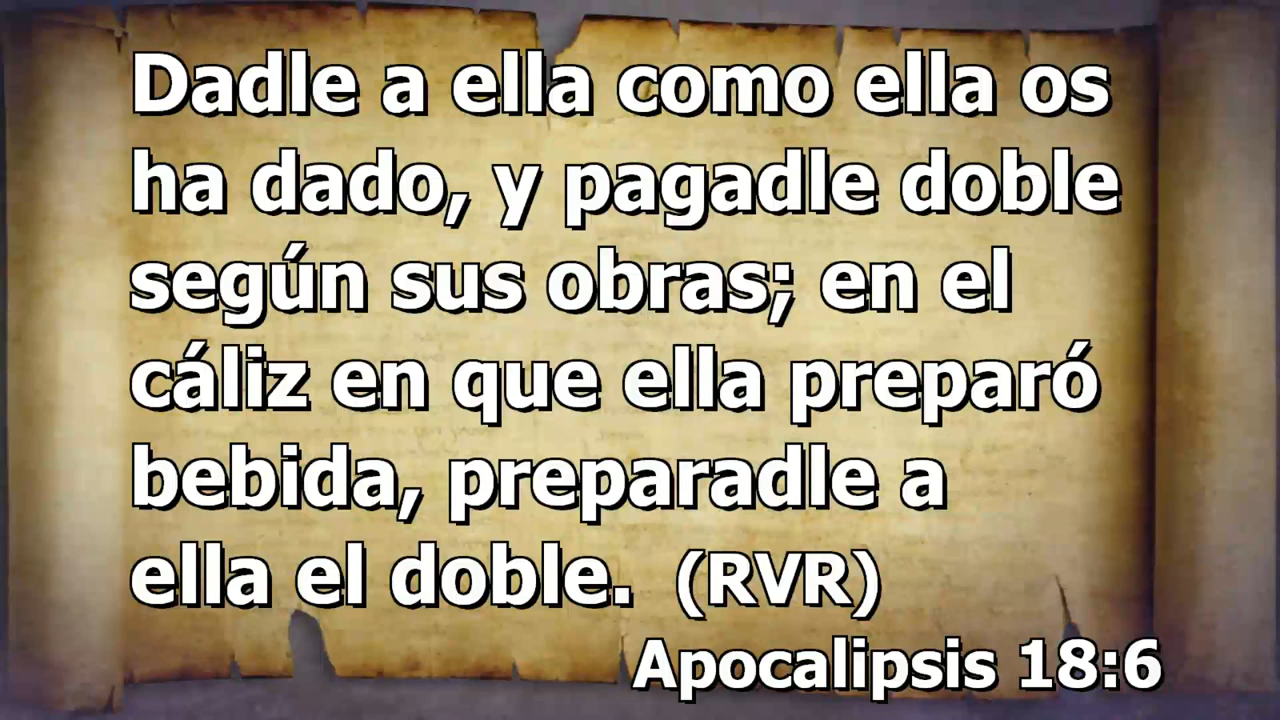 Dadle a ella como ella os
ha dado, y pagadle doble
según sus obras; en el
cáliz en que ella preparó
bebida, preparadle a
ella el doble. (RVR)
Apocalipsis 18:6